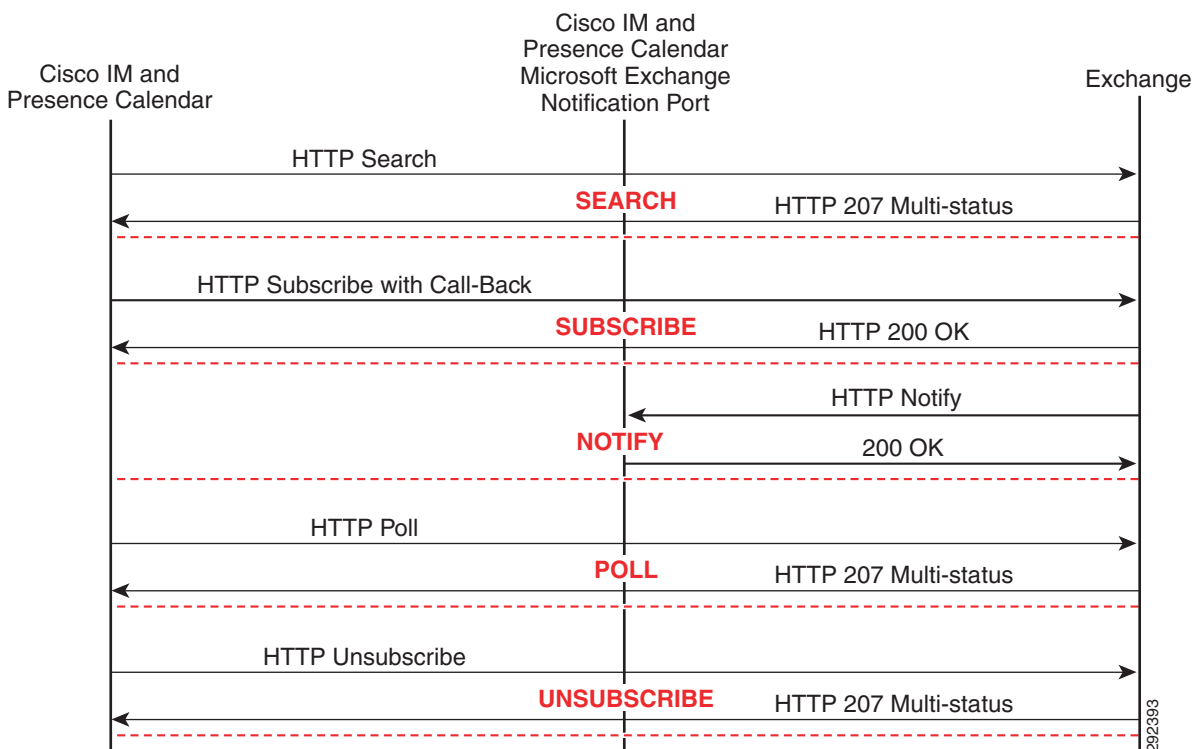 Cisco IM and
Presence Calendar
Cisco IM and
Presence Calendar
Microsoft Exchange
Notification Port
Exchange
HTTP Search
SEARCH
HTTP 207 Multi-status
HTTP Subscribe with Call-Back
SUBSCRIBE
HTTP 200 OK
HTTP Notify
NOTIFY
200 OK
HTTP Poll
POLL
HTTP 207 Multi-status
HTTP Unsubscribe
UNSUBSCRIBE
HTTP 207 Multi-status
292393